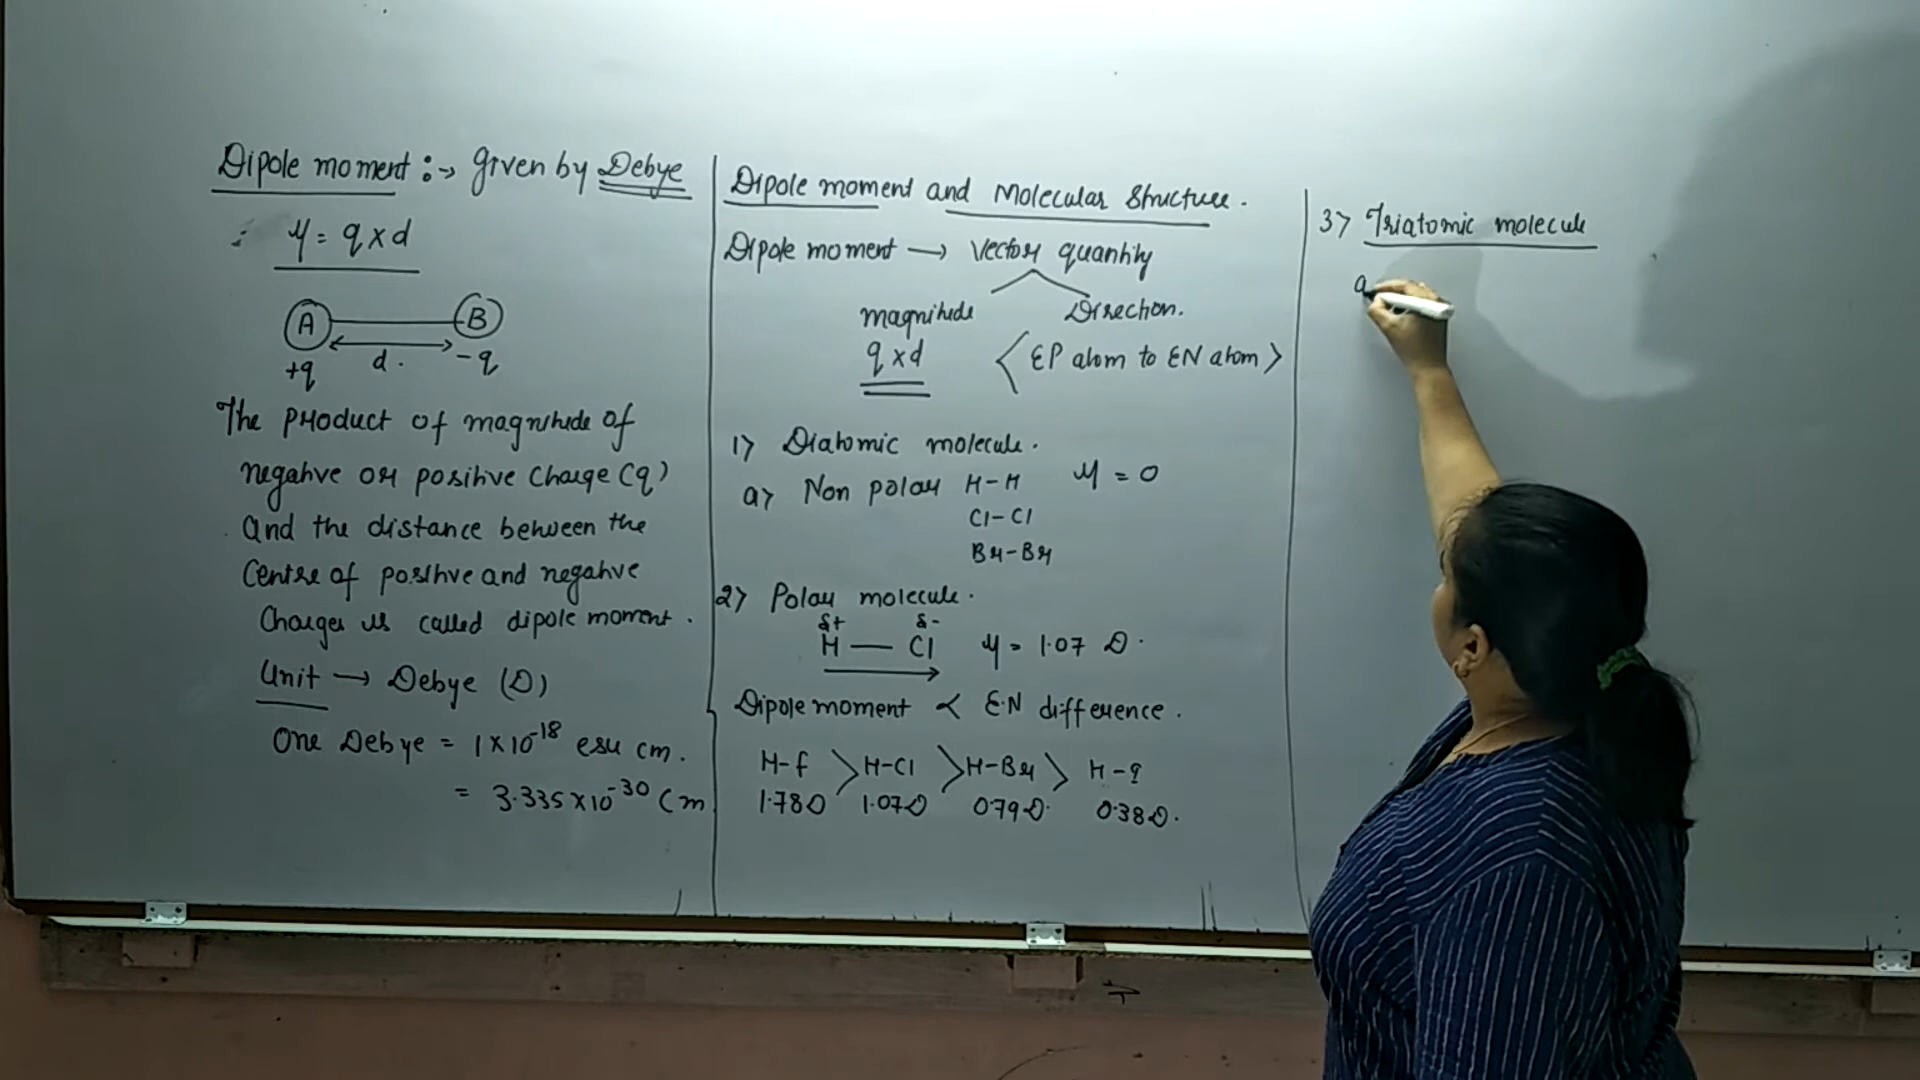 Dipole moment :→ given by Debye
μ = q x d
A B
+q d. -q
The product of magnitude of
negative or positive charge (q)
and the distance between the
Centre of positive and negative
Charges is called dipole moment.
Unit → Debye (D)
One Debye = 1 x 10⁻¹⁸ esu cm.
= 3.335 x 10⁻³⁰ Cm
Dipole moment and Molecular Structure.
Dipole moment → Vector quantity
magnitude Direction.
q x d < EP atom to EN atom >
1> Diatomic molecule.
a> Non polar H-H μ = 0
Cl-Cl
Br-Br
2> Polar molecule.
δ+ δ-
H — Cl μ = 1.07 D.
Dipole moment ∝ E.N difference.
H-f > H-Cl > H-Br > H-I
1.78D 1.07D 0.79D. 0.38D.
3> Triatomic molecule
a